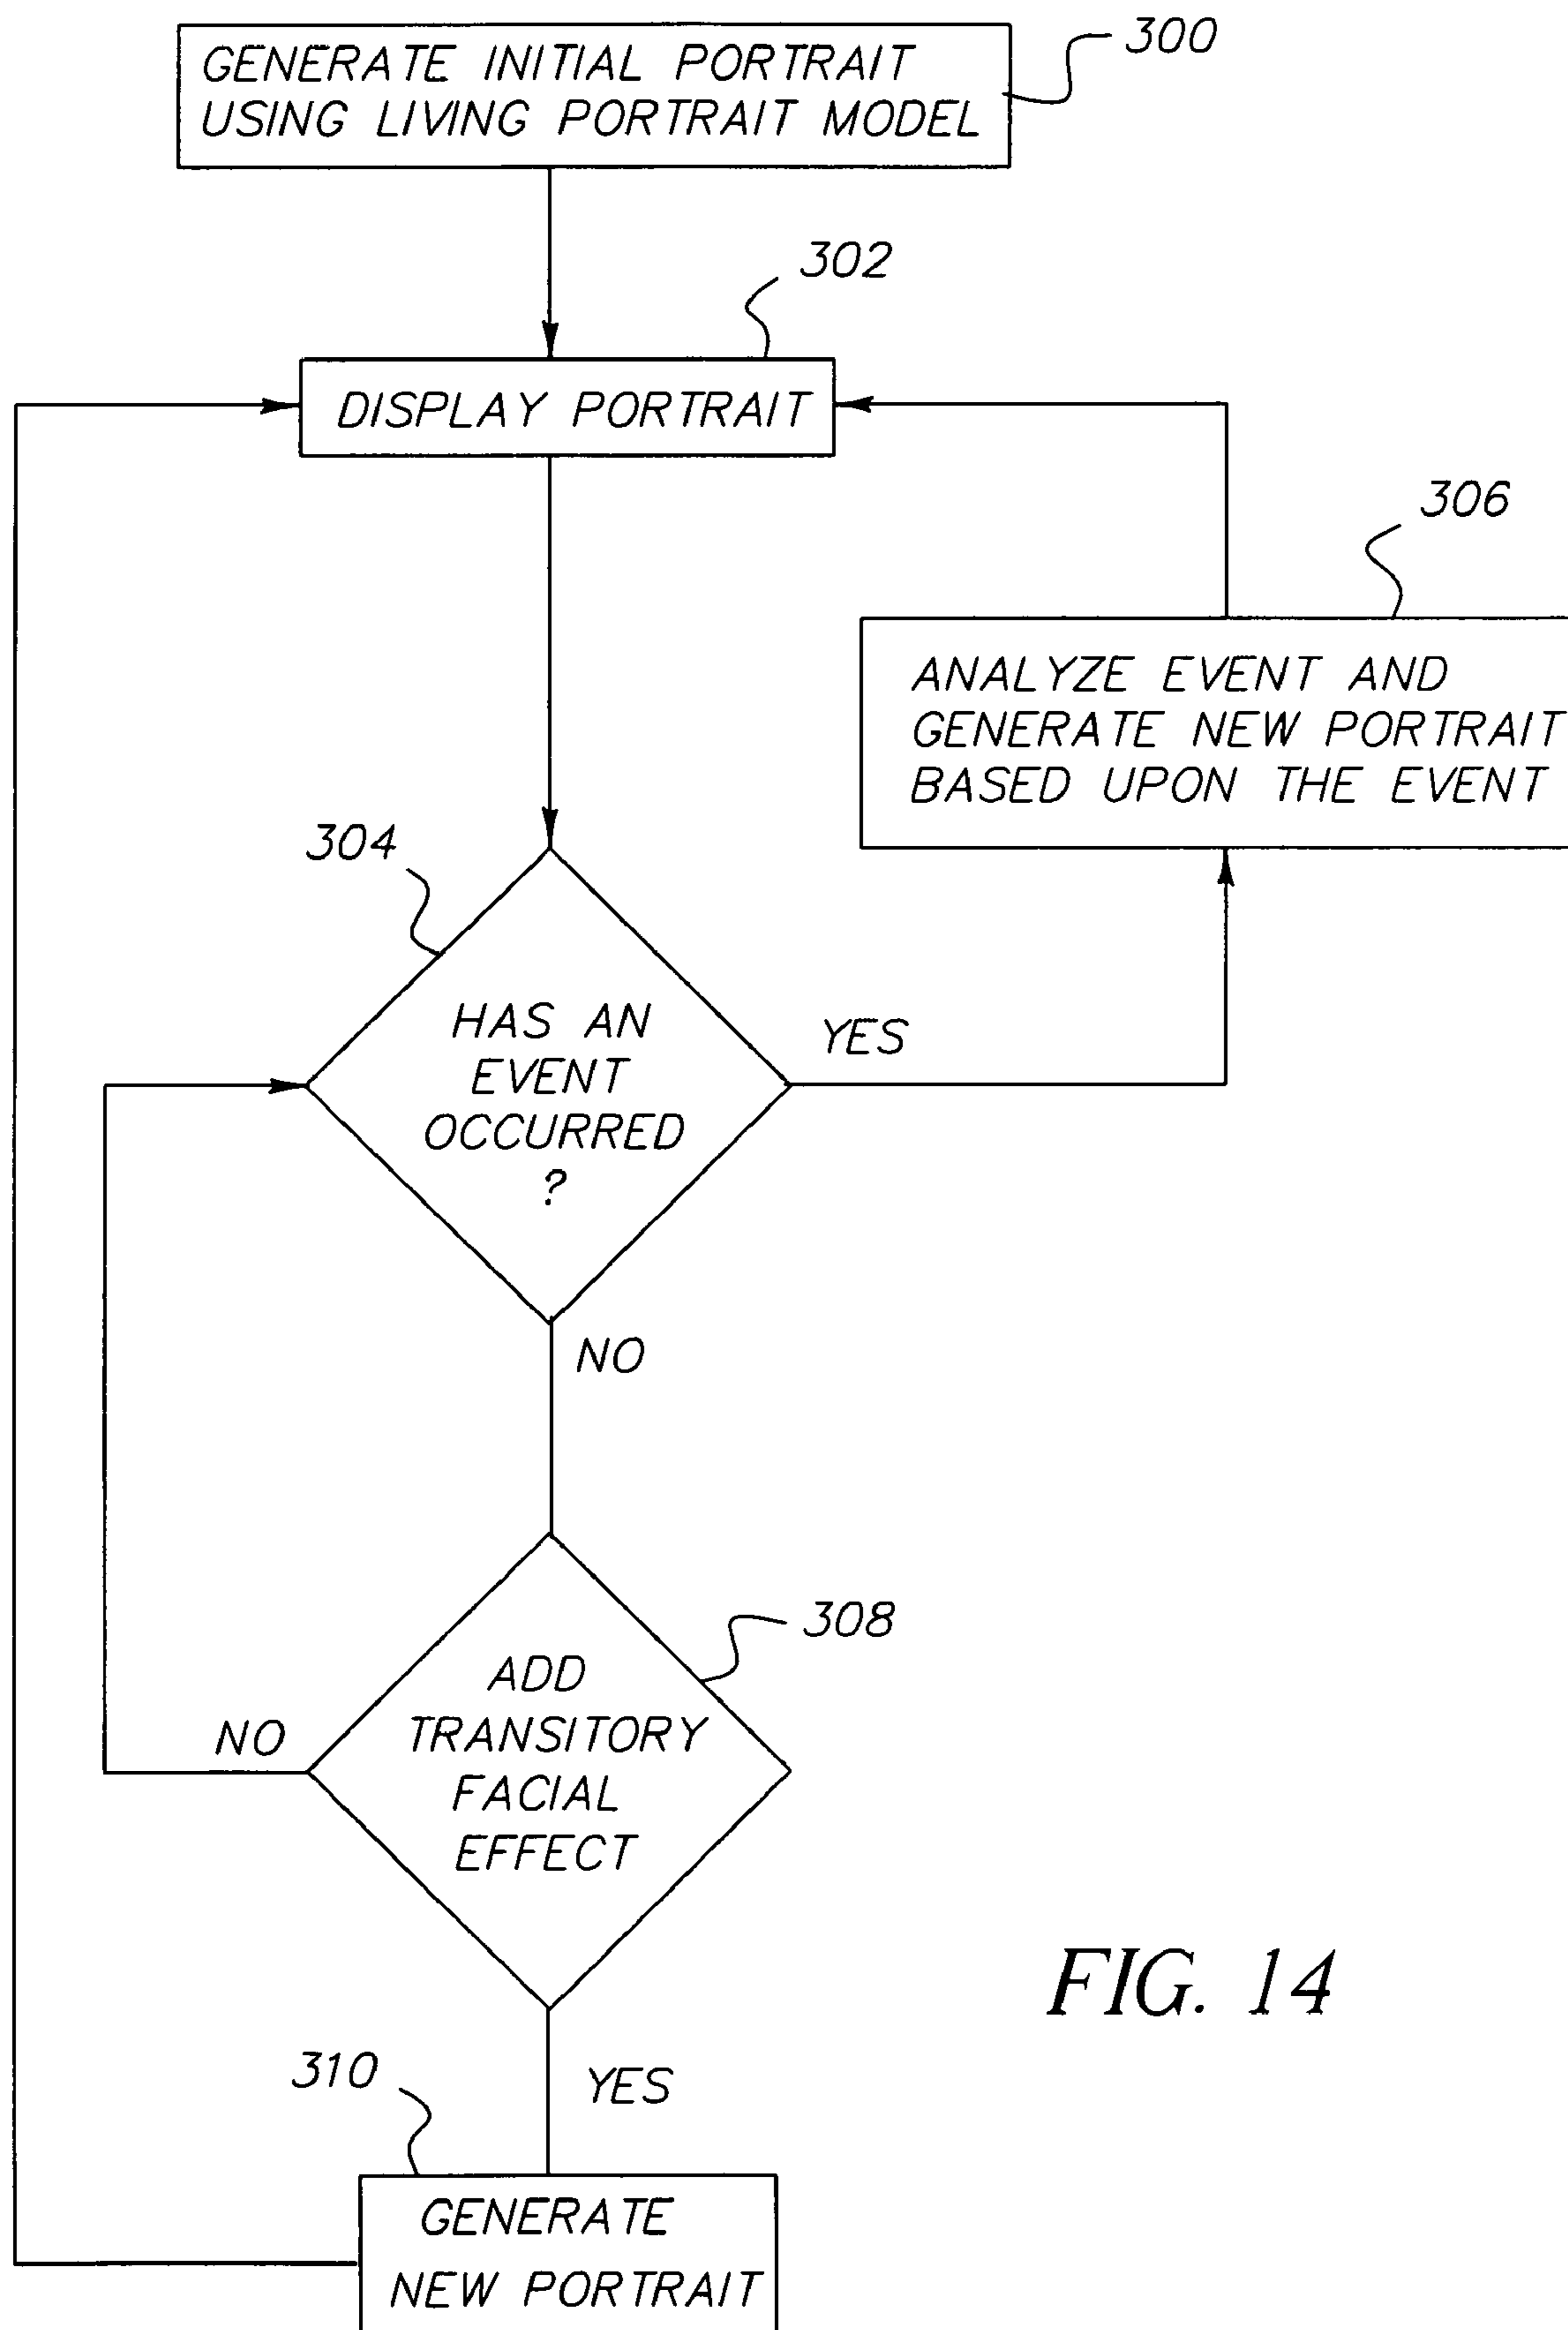 GENERATE INITIAL PORTRAIT
USING LIVING PORTRAIT MODEL
300
302
DISPLAY PORTRAIT
306
ANALYZE EVENT AND
GENERATE NEW PORTRAIT
BASED UPON THE EVENT
304
HAS AN
EVENT
OCCURRED
?
YES
NO
308
ADD
TRANSITORY
FACIAL
EFFECT
NO
FIG. 14
310
YES
GENERATE
NEW PORTRAIT